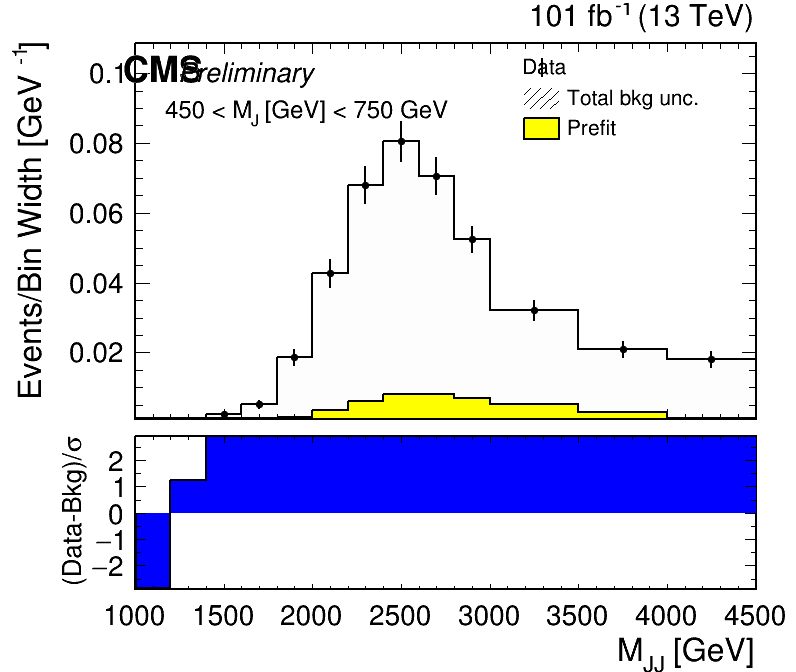 101 fb⁻¹ (13 TeV)
CMS Preliminary
450 < M_J [GeV] < 750 GeV
Data
Total bkg unc.
Prefit
Events/Bin Width [GeV⁻¹]
0.1
0.08
0.06
0.04
0.02
(Data-Bkg)/σ
2
1
0
−1
−2
1000 1500 2000 2500 3000 3500 4000 4500
M_JJ [GeV]